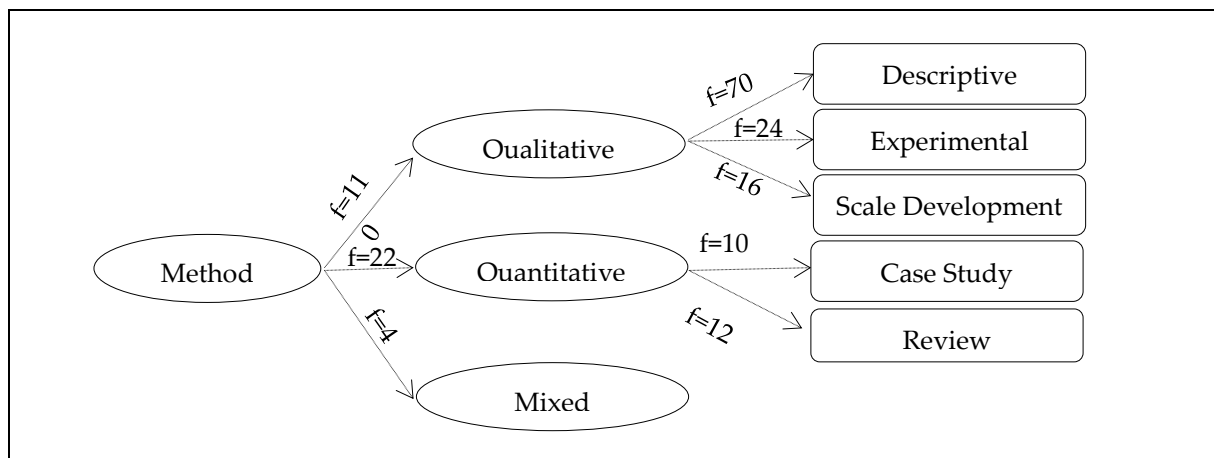 Descriptive
f=70
f=24
Experimental
Oualitative
f=16
Scale Development
f=11
0
f=22
f=10
Method
Ouantitative
Case Study
f=4
f=12
Review
Mixed